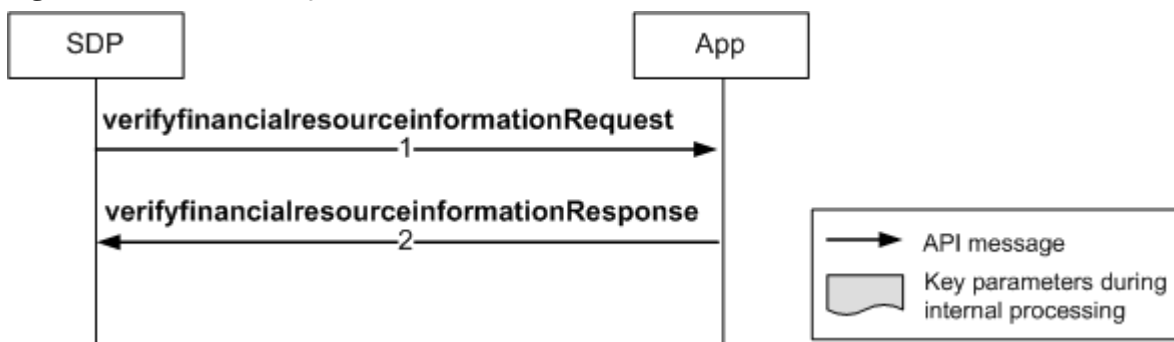 SDP
App
verifyfinancialresourceinformationRequest
1
verifyfinancialresourceinformationResponse
2
API message
Key parameters during
internal processing